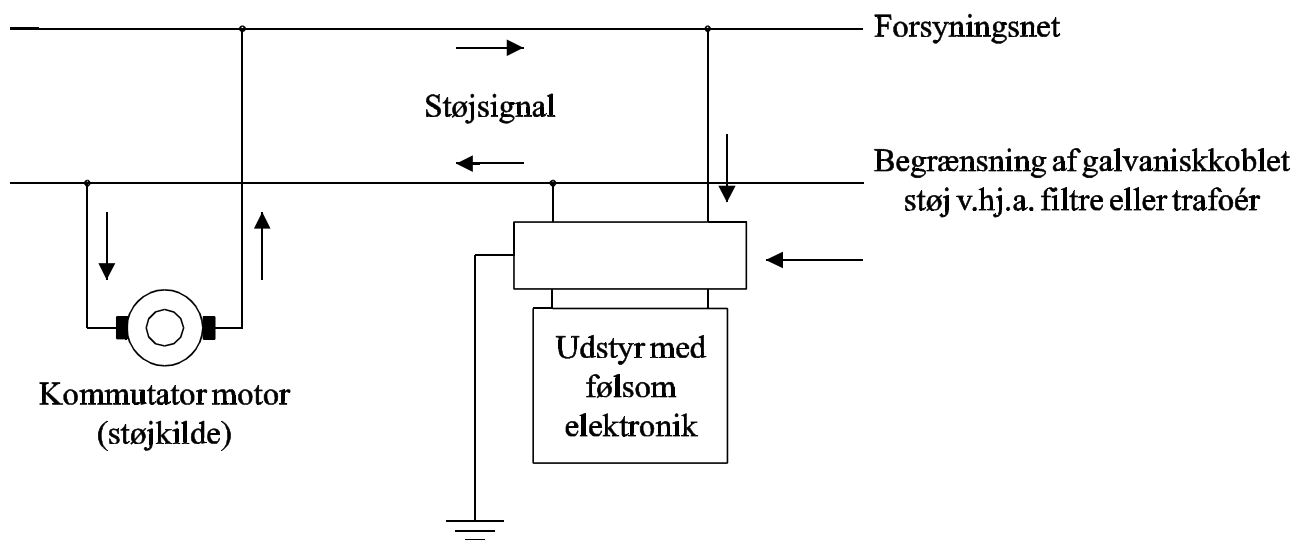 Forsyningsnet
Støjsignal
Begrænsning af galvaniskkoblet
støj v.hj.a. filtre eller trafoér
Udstyr med
følsom
elektronik
Kommutator motor
(støjkilde)